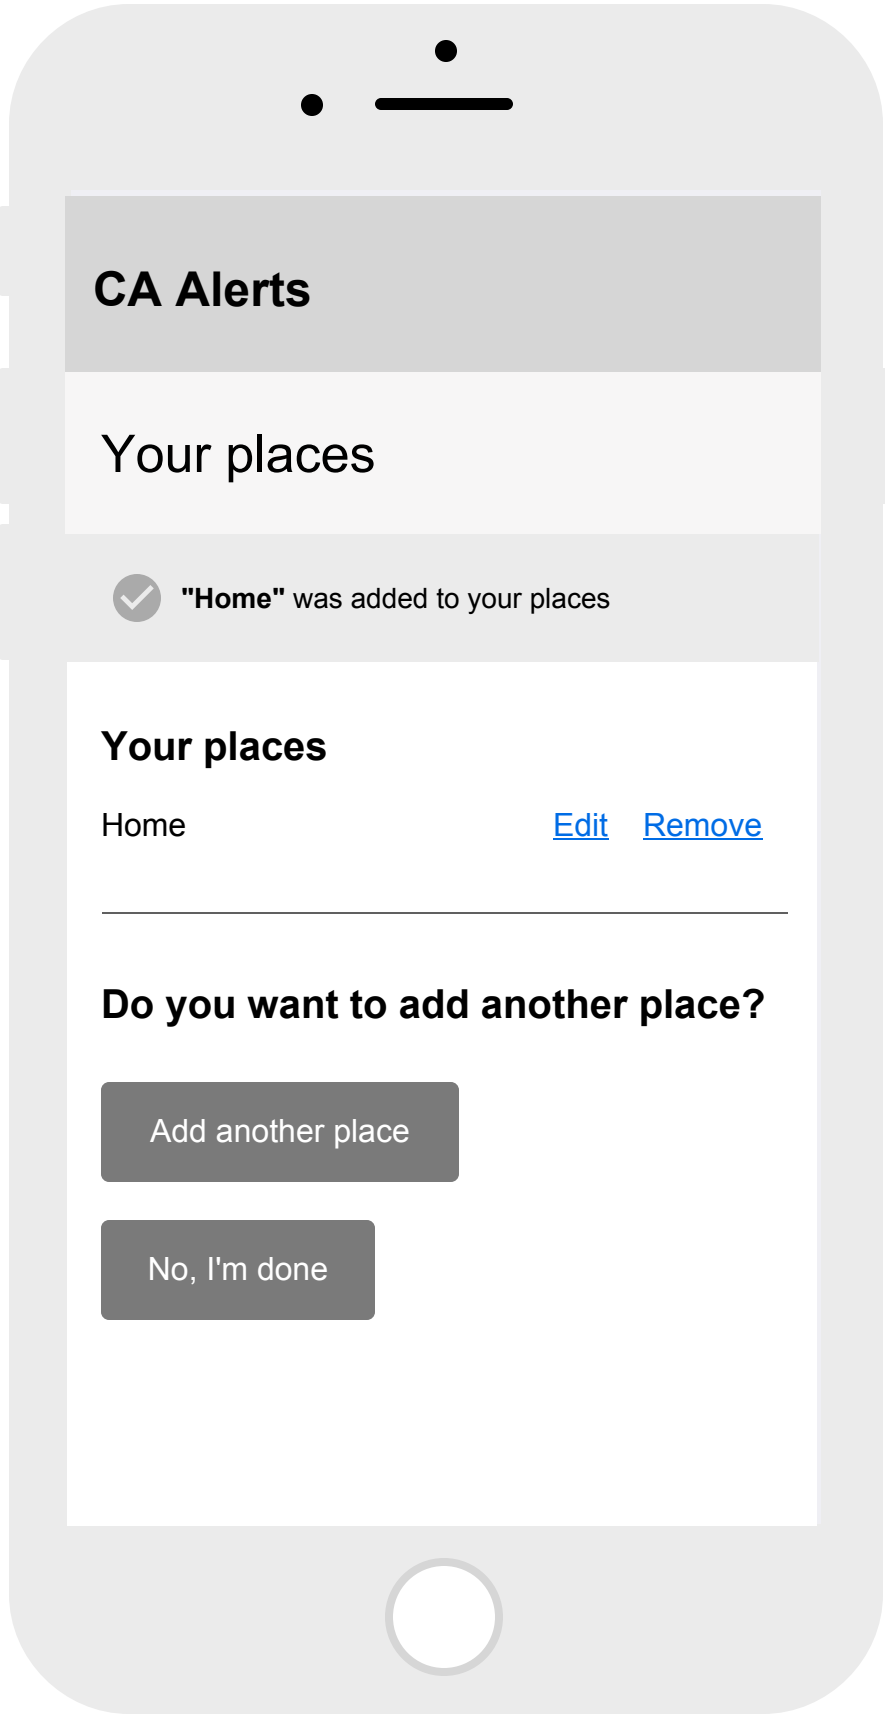 CA Alerts
Your places
"Home" was added to your places
Your places
Home Edit Remove
Do you want to add another place?
Add another place
No, I'm done